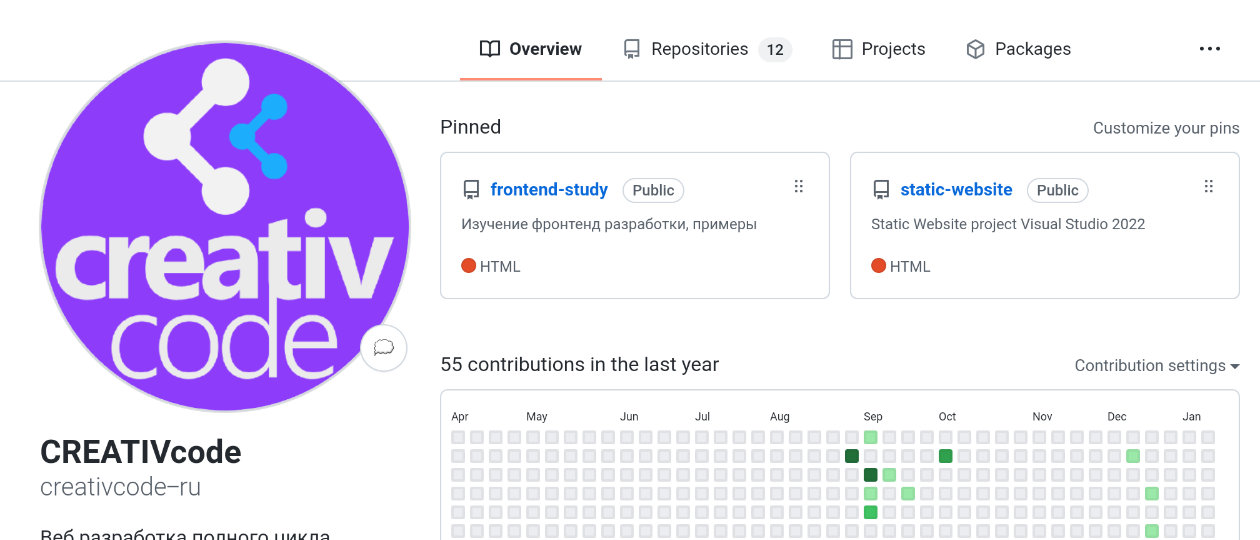 Overview Repositories 12 Projects Packages
creativ
code
CREATIVcode
creativcode-ru
Веб разработка полного цикла
Pinned
Customize your pins
frontend-study Public
Изучение фронтенд разработки, примеры
HTML
static-website Public
Static Website project Visual Studio 2022
HTML
55 contributions in the last year
Contribution settings
Apr May Jun Jul Aug Sep Oct Nov Dec Jan